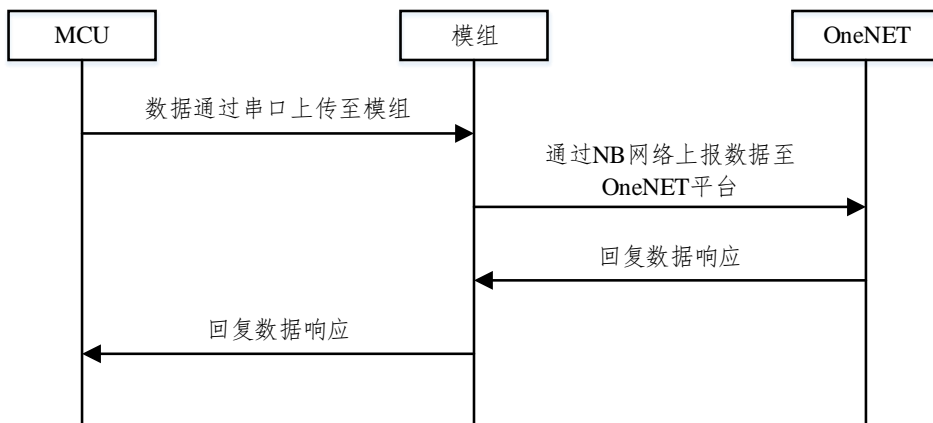 MCU
模组
OneNET
数据通过串口上传至模组
通过NB网络上报数据至
OneNET平台
回复数据响应
回复数据响应